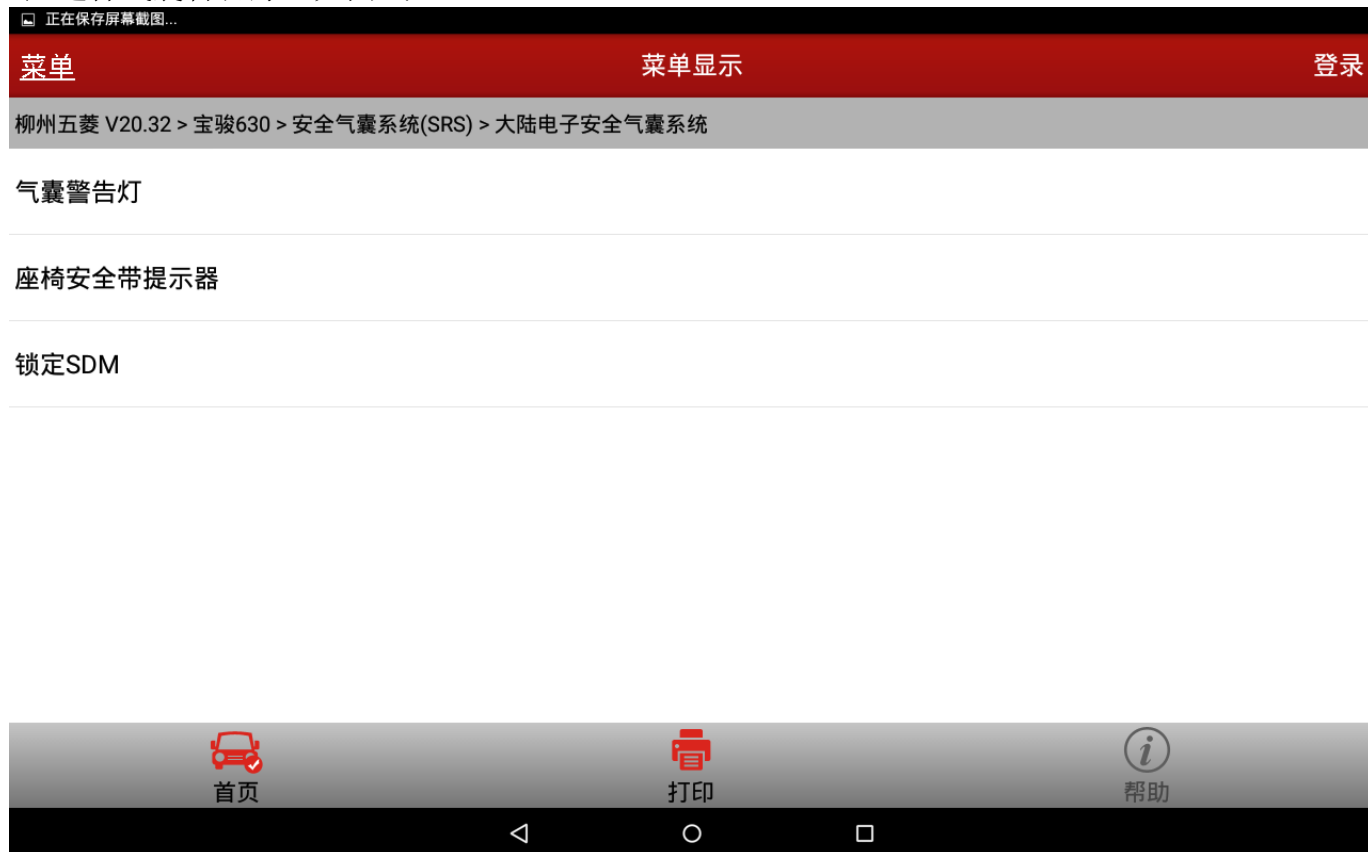 正在保存屏幕截图...
菜单
菜单显示
登录
柳州五菱 V20.32 > 宝骏630 > 安全气囊系统(SRS) > 大陆电子安全气囊系统
气囊警告灯
座椅安全带提示器
锁定SDM
首页
打印
帮助